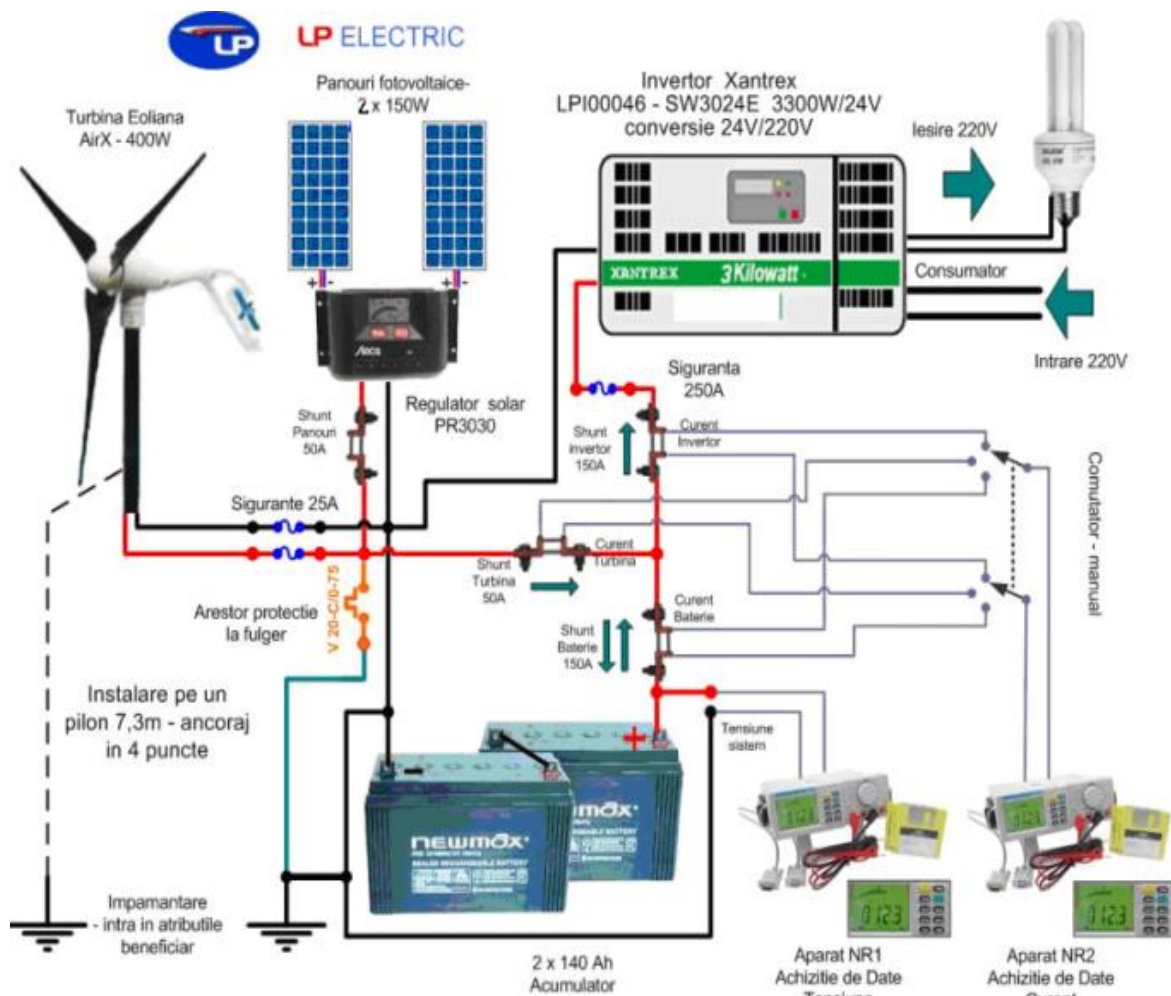 LP
LP ELECTRIC
Panouri fotovoltaice-
2 x 150W
Turbina Eoliana
AirX - 400W
Invertor Xantrex
LPI00046 - SW3024E 3300W/24V
conversie 24V/220V
Iesire 220V
XANTREX
3Kilowatt
Consumator
Intrare 220V
+ -
+ -
Regulator solar
PR3030
Shunt
Panouri
50A
Siguranta
250A
Shunt
invertor
150A
Curent
Invertor
Comutator - manual
Sigurante 25A
Shunt
Turbina
50A
Curent
Turbina
V 20-C/0-75
Arestor protectie
la fulger
Curent
Baterie
Shunt
Baterie
150A
Instalare pe un
pilon 7,3m - ancoraj
in 4 puncte
Tensiune
sistem
+
-
newmax
newmax
Impamantare
- intra in atributile
beneficiar
2 x 140 Ah
Acumulator
Aparat NR1
Achizitie de Date
Tensiune
Aparat NR2
Achizitie de Date
Curent